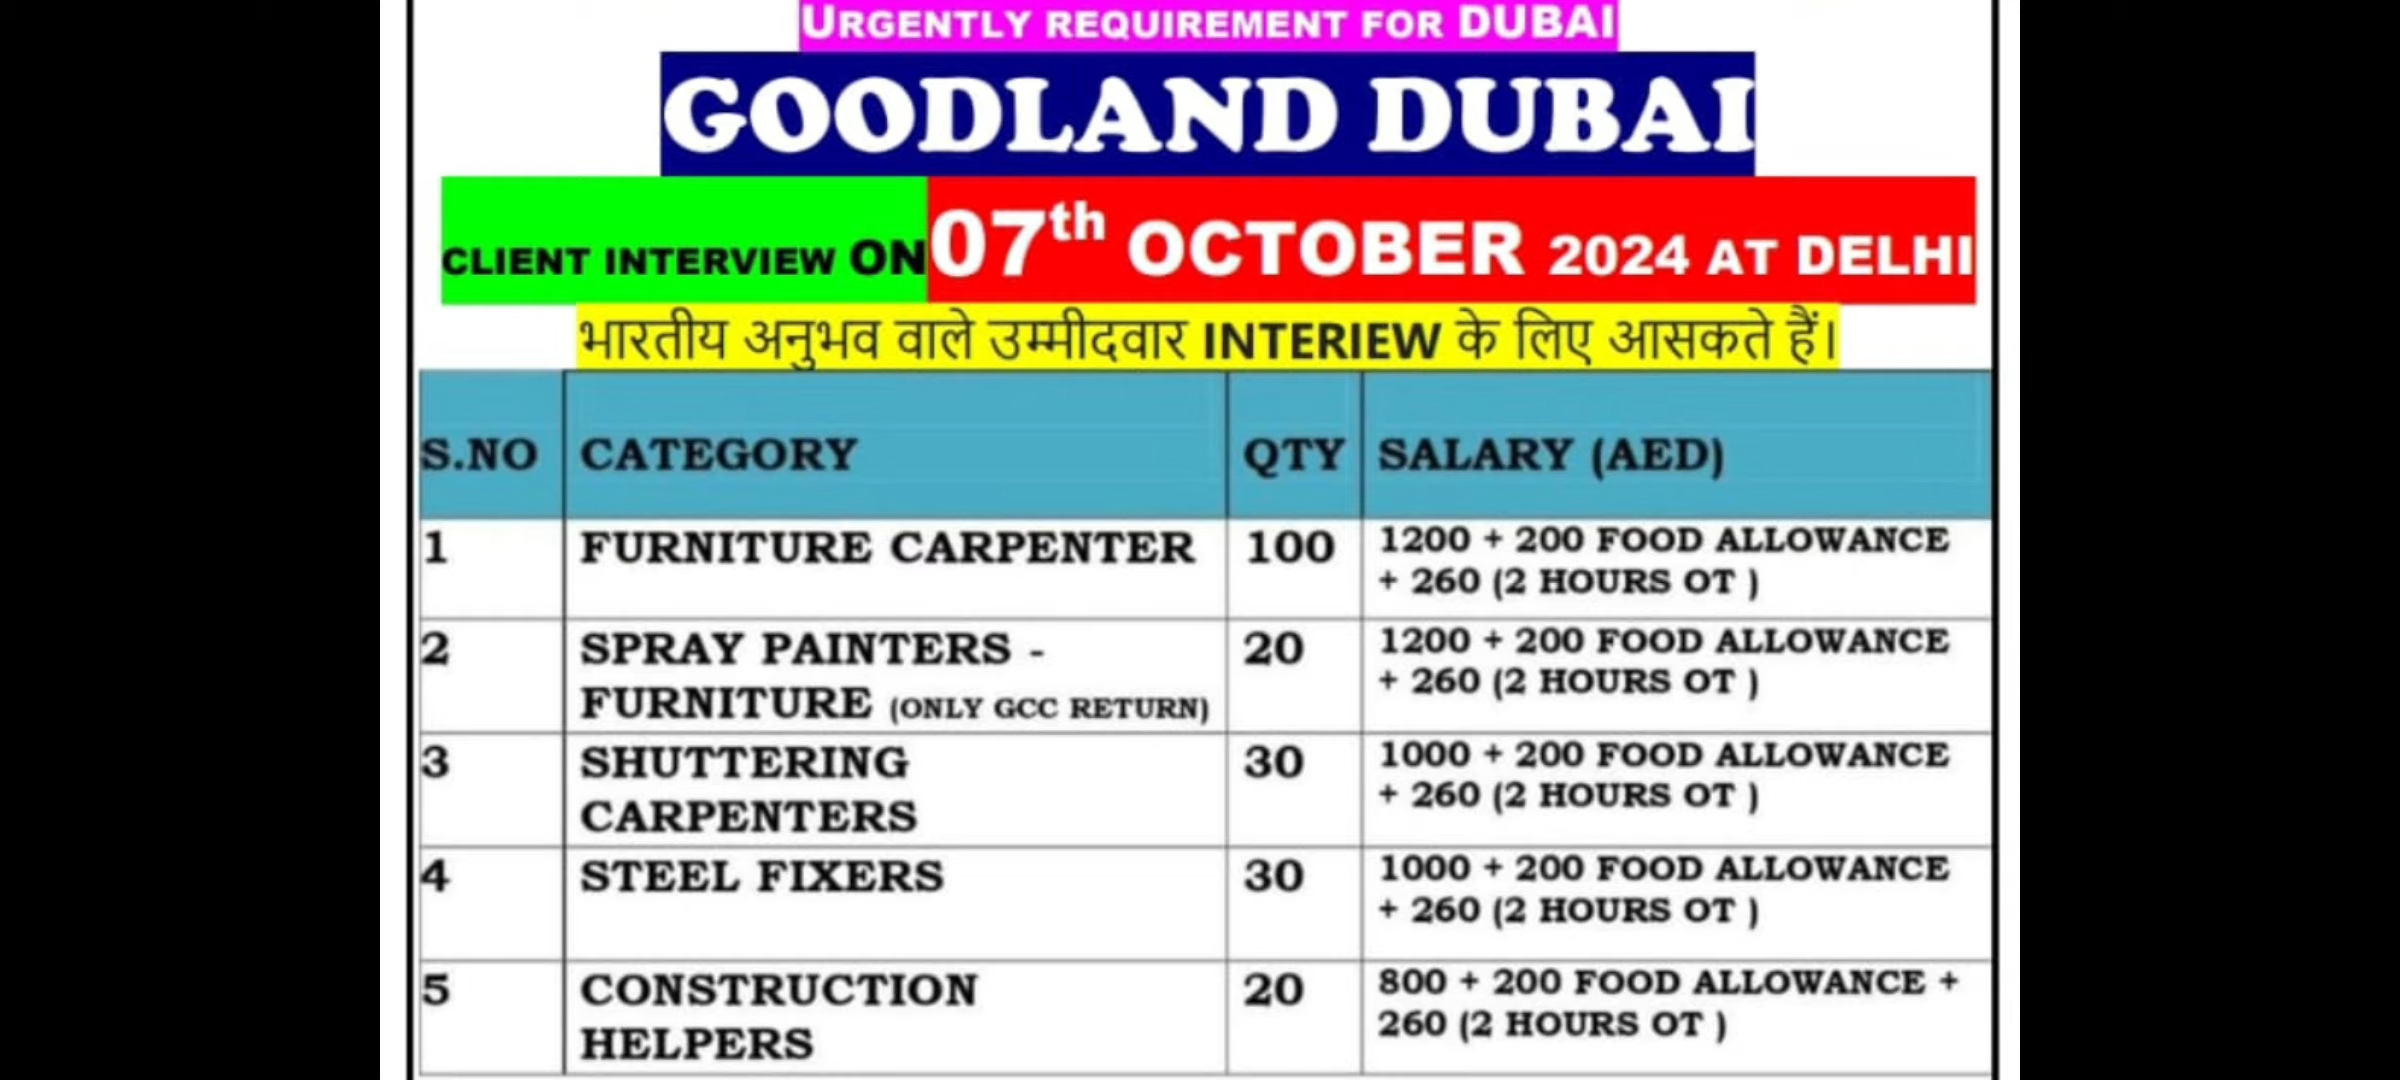 URGENTLY REQUIREMENT FOR DUBAI
GOODLAND DUBAI
CLIENT INTERVIEW ON 07th OCTOBER 2024 AT DELHI
भारतीय अनुभव वाले उम्मीदवार INTERIEW के लिए आसकते हैं।
S.NO CATEGORY QTY SALARY (AED)
1 FURNITURE CARPENTER 100 1200 + 200 FOOD ALLOWANCE
+ 260 (2 HOURS OT )
2 SPRAY PAINTERS - 20 1200 + 200 FOOD ALLOWANCE
FURNITURE (ONLY GCC RETURN) + 260 (2 HOURS OT )
3 SHUTTERING 30 1000 + 200 FOOD ALLOWANCE
CARPENTERS + 260 (2 HOURS OT )
4 STEEL FIXERS 30 1000 + 200 FOOD ALLOWANCE
+ 260 (2 HOURS OT )
5 CONSTRUCTION 20 800 + 200 FOOD ALLOWANCE +
HELPERS 260 (2 HOURS OT )